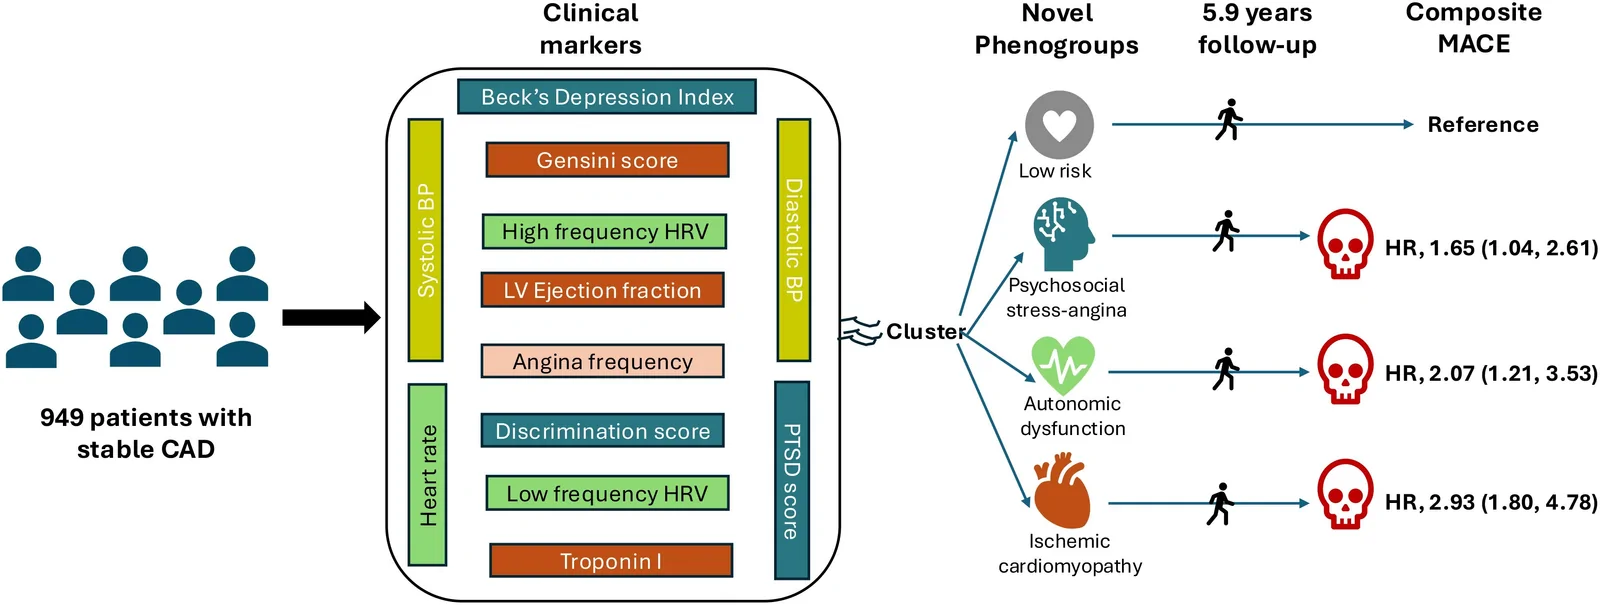 Clinical
markers
Novel
Phenogroups
5.9 years
follow-up
Composite
MACE
949 patients with
stable CAD
Beck's Depression Index
Systolic BP
Diastolic BP
Gensini score
High frequency HRV
LV Ejection fraction
Angina frequency
Heart rate
PTSD score
Discrimination score
Low frequency HRV
Troponin I
Cluster
Low risk
Reference
Psychosocial
stress-angina
HR, 1.65 (1.04, 2.61)
Autonomic
dysfunction
HR, 2.07 (1.21, 3.53)
Ischemic
cardiomyopathy
HR, 2.93 (1.80, 4.78)